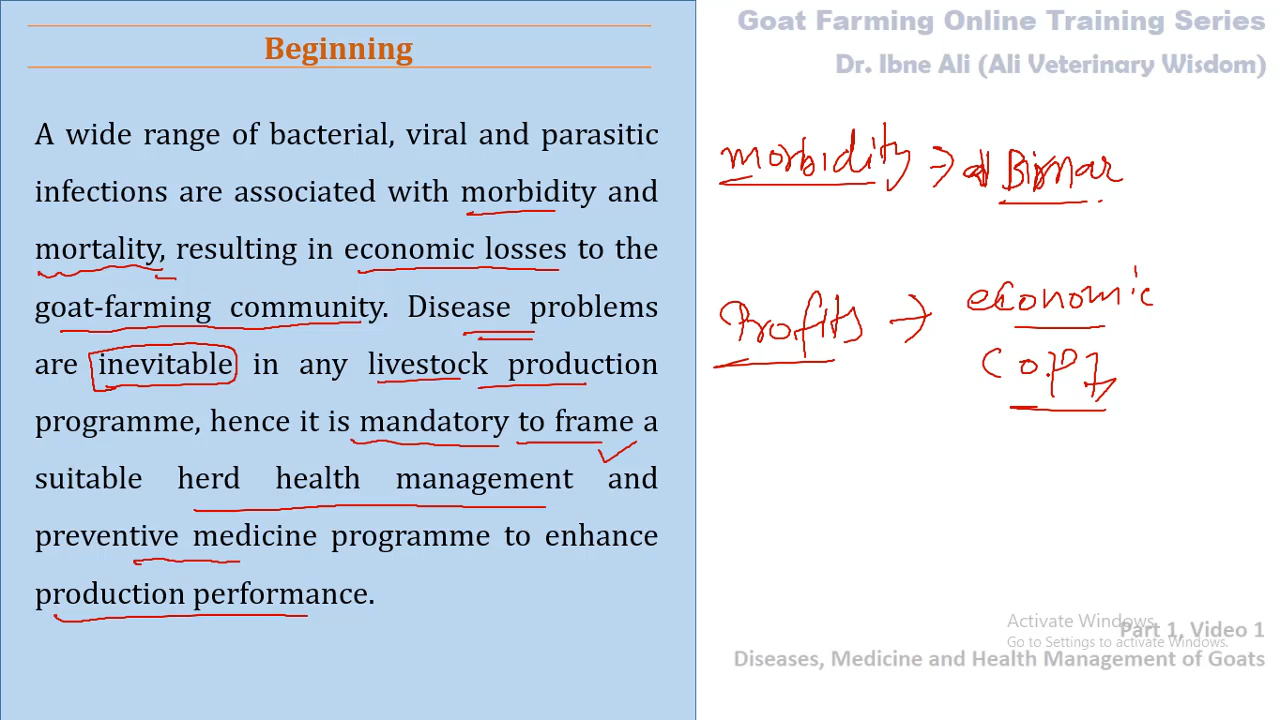 Beginning
A wide range of bacterial, viral and parasitic
infections are associated with morbidity and
mortality, resulting in economic losses to the
goat-farming community. Disease problems
are inevitable in any livestock production
programme, hence it is mandatory to frame a
suitable herd health management and
preventive medicine programme to enhance
production performance.
Goat Farming Online Training Series
Dr. Ibne Ali (Ali Veterinary Wisdom)
morbidity → Bimar
Profits → economic
Activate Windows
Go to Settings to activate Windows.
Part 1, Video 1
Diseases, Medicine and Health Management of Goats